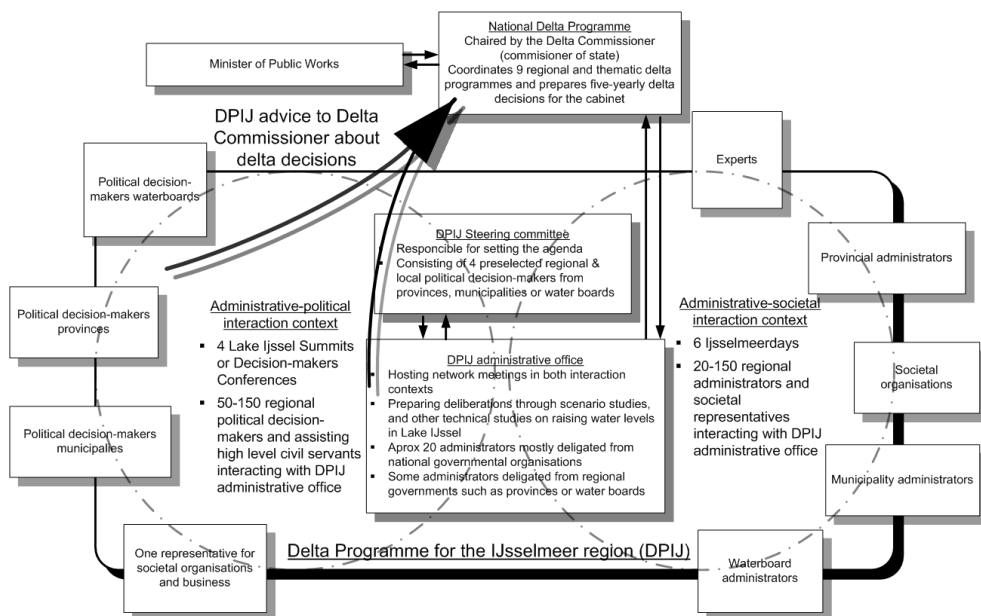 National Delta Programme
Chaired by the Delta Commissioner
(commisioner of state)
Coordinates 9 regional and thematic delta
programmes and prepares five-yearly delta
decisions for the cabinet
Minister of Public Works
DPIJ advice to Delta
Commissioner about
delta decisions
Experts
Political decision-
makers waterboards
DPIJ Steering committee
Responsible for setting the agenda
Consisting of 4 preselected regional &
local political decision-makers from
provinces, municipalities or water boards
Provincial administrators
Political decision-makers
provinces
Administrative-political
interaction context
▪ 4 Lake Ijssel Summits
or Decision-makers
Conferences
▪ 50-150 regional
political decision-
makers and assisting
high level civil servants
interacting with DPIJ
administrative office
Administrative-societal
interaction context
▪ 6 Ijsselmeerdays
▪ 20-150 regional
administrators and
societal
representatives
interacting with DPIJ
administrative office
DPIJ administrative office
▪ Hosting network meetings in both interaction
contexts
▪ Preparing deliberations through scenario studies,
and other technical studies on raising water levels
in Lake IJssel
▪ Aprox 20 administrators mostly deligated from
national governmental organisations
▪ Some administrators deligated from regional
governments such as provinces or water boards
Societal
organisations
Political decision-makers
municipalies
Municipality administrators
One representative for
societal organisations
and business
Delta Programme for the IJsselmeer region (DPIJ)
Waterboard
administrators